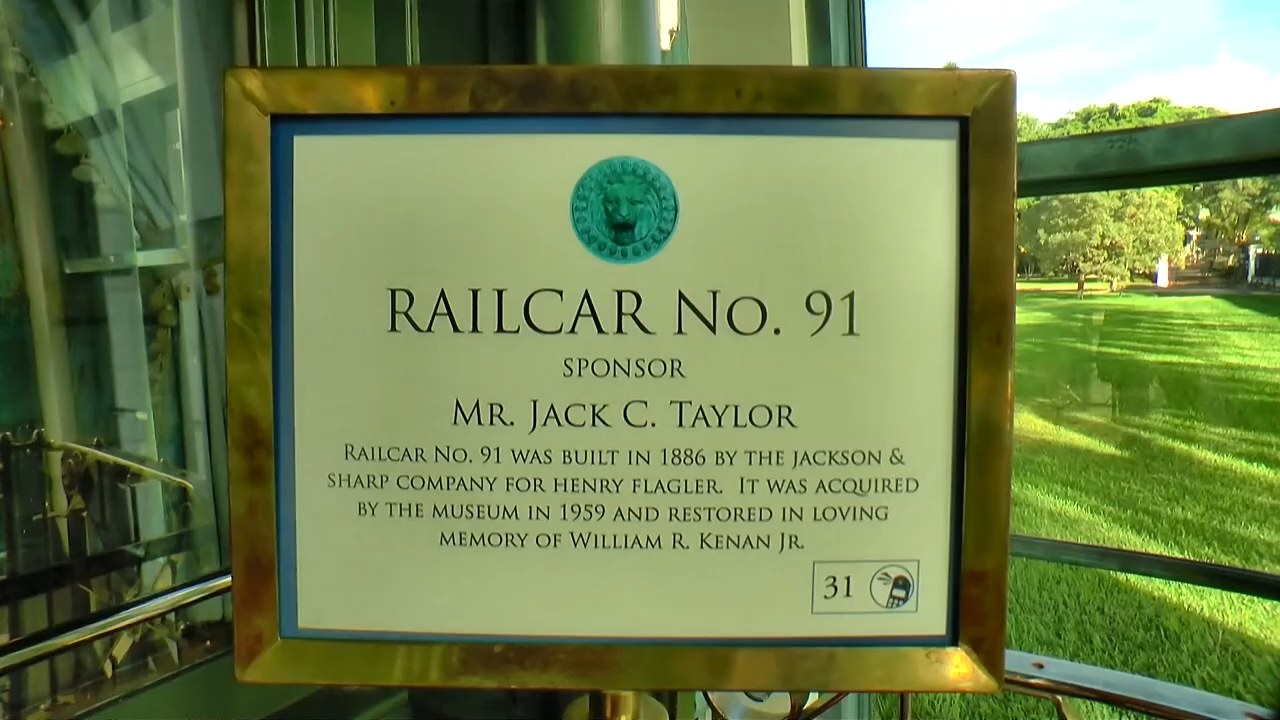 RAILCAR No. 91
SPONSOR
MR. JACK C. TAYLOR
RAILCAR NO. 91 WAS BUILT IN 1886 BY THE JACKSON &
SHARP COMPANY FOR HENRY FLAGLER. IT WAS ACQUIRED
BY THE MUSEUM IN 1959 AND RESTORED IN LOVING
MEMORY OF WILLIAM R. KENAN JR.
31